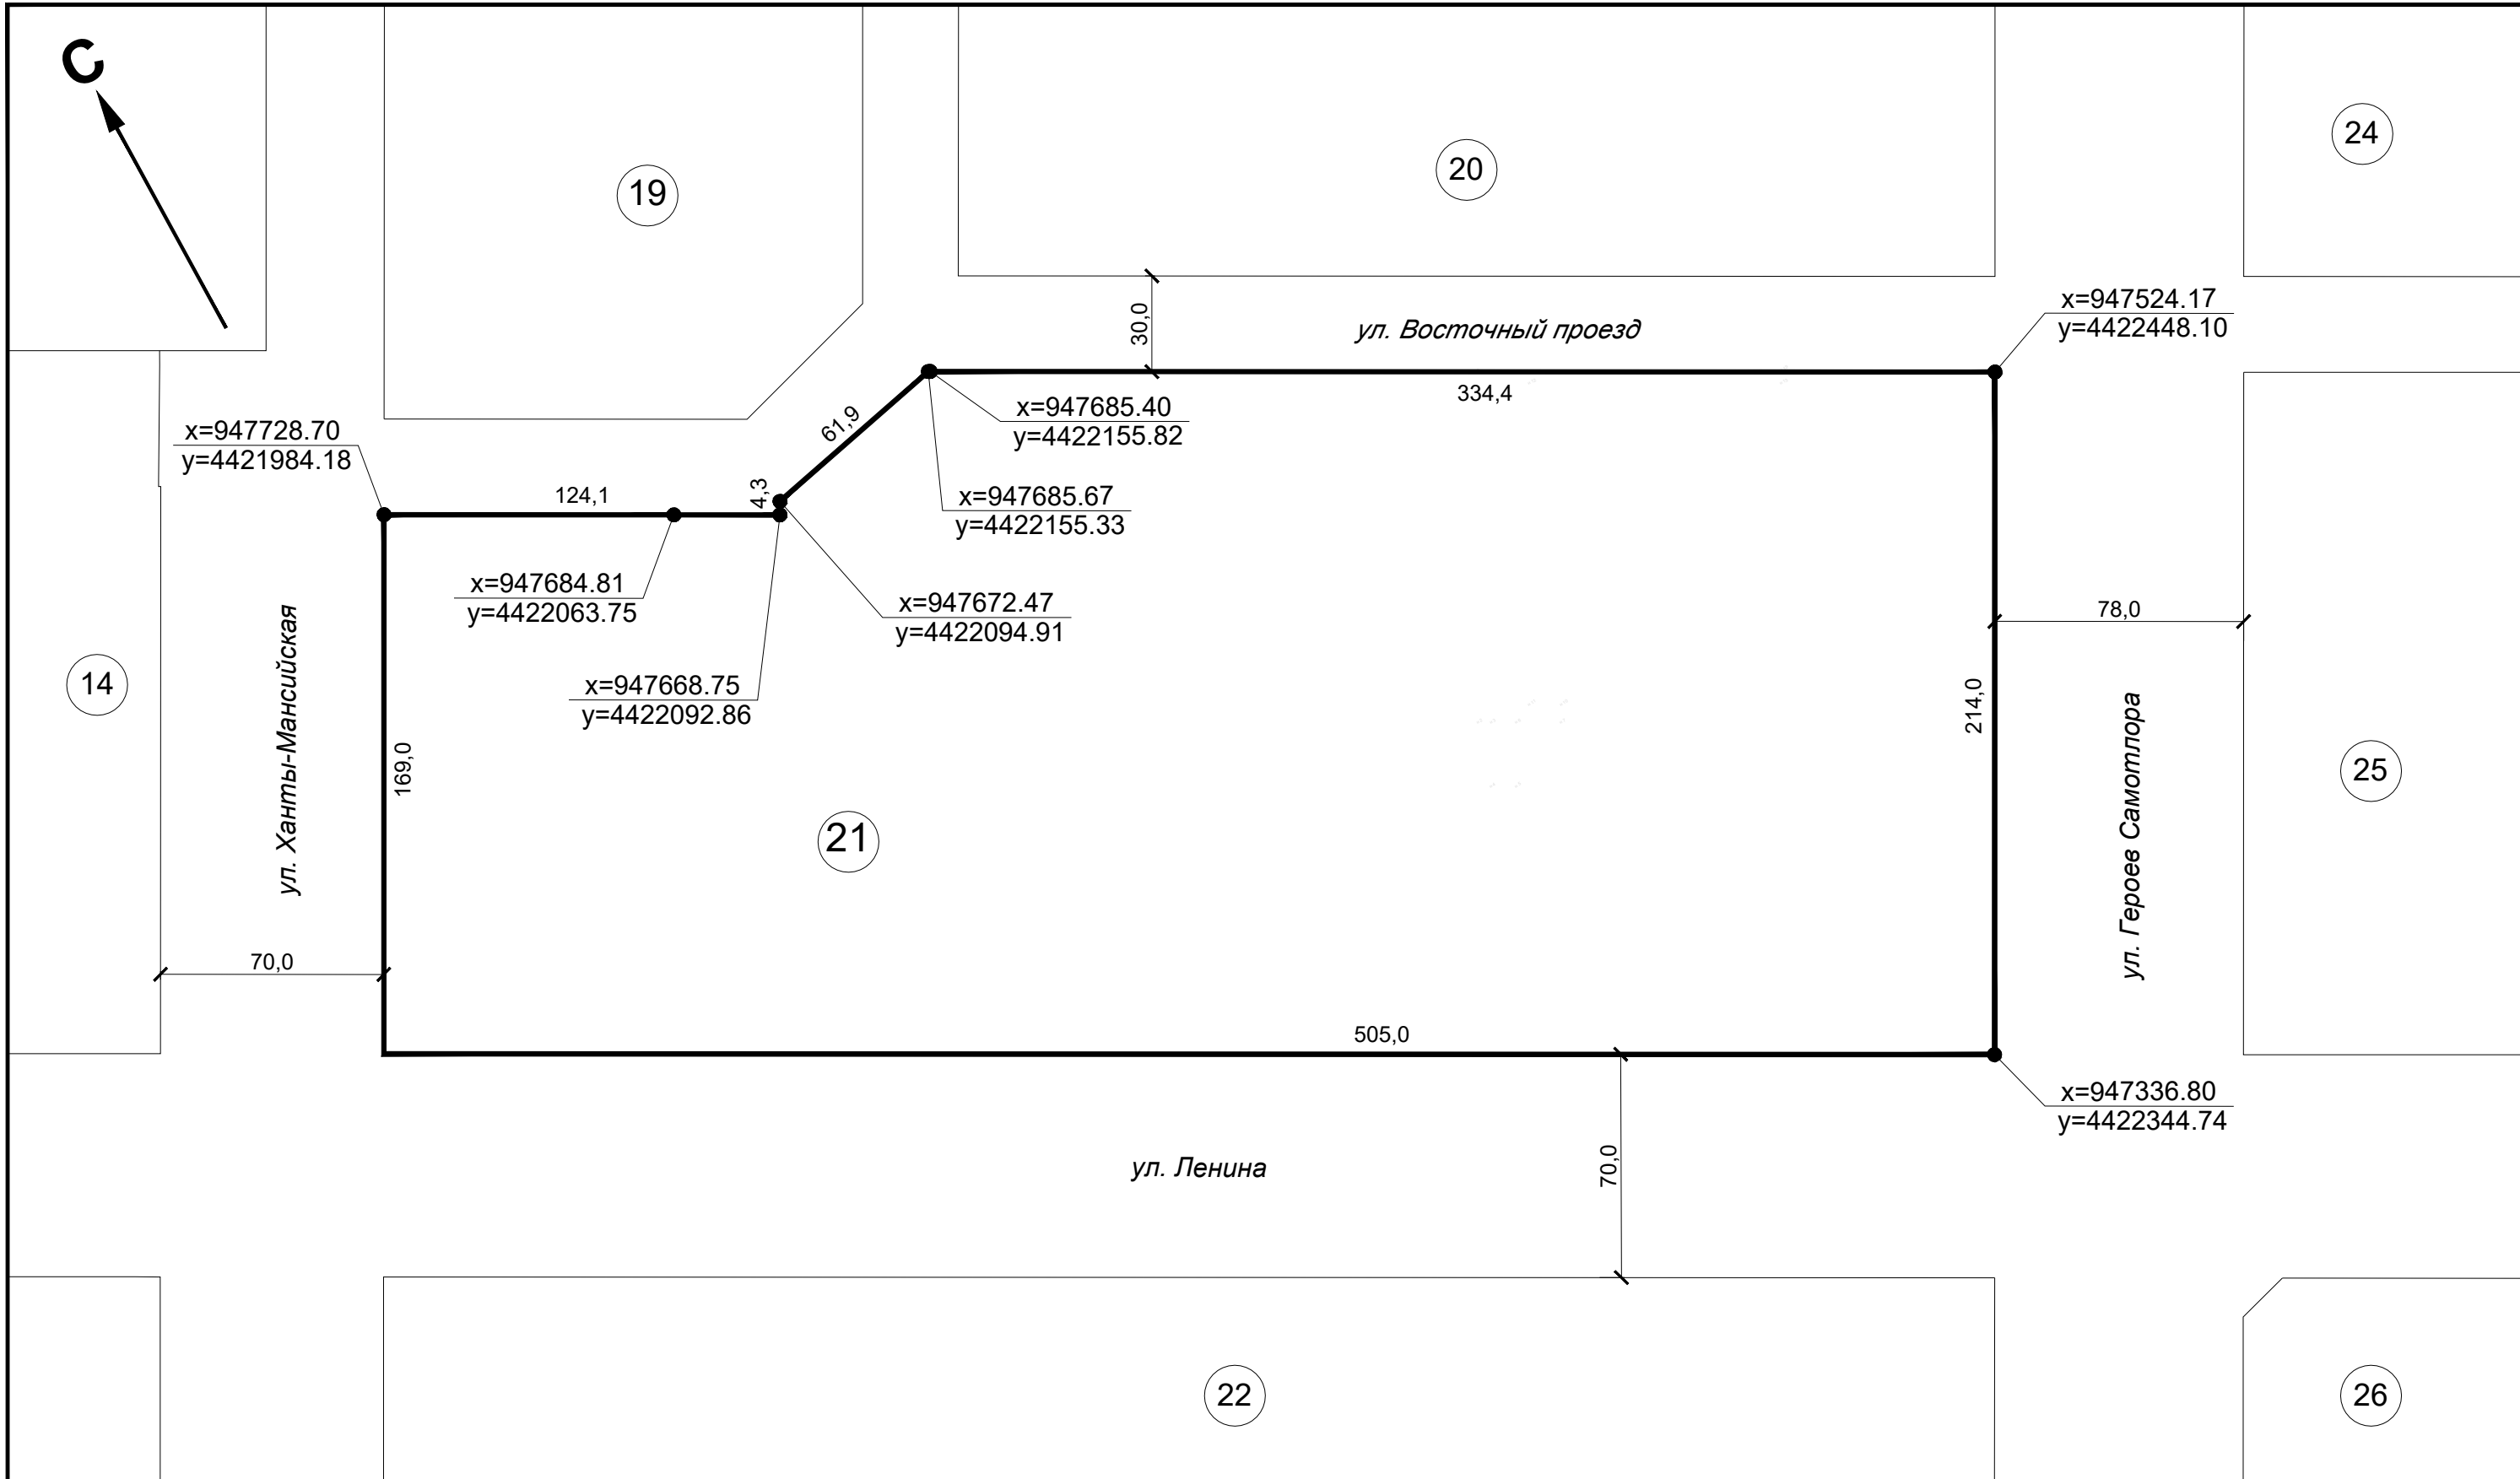 С
19
20
24
x=947524.17
y=4422448.10
30,0
ул. Восточный проезд
334,4
x=947685.40
y=4422155.82
61,9
x=947728.70
y=4421984.18
124,1
4,3
x=947685.67
y=4422155.33
x=947684.81
y=4422063.75
x=947672.47
y=4422094.91
78,0
14
ул. Ханты-Мансийская
x=947668.75
y=4422092.86
169,0
214,0
ул. Героев Самотлора
25
21
70,0
505,0
x=947336.80
y=4422344.74
ул. Ленина
70,0
22
26